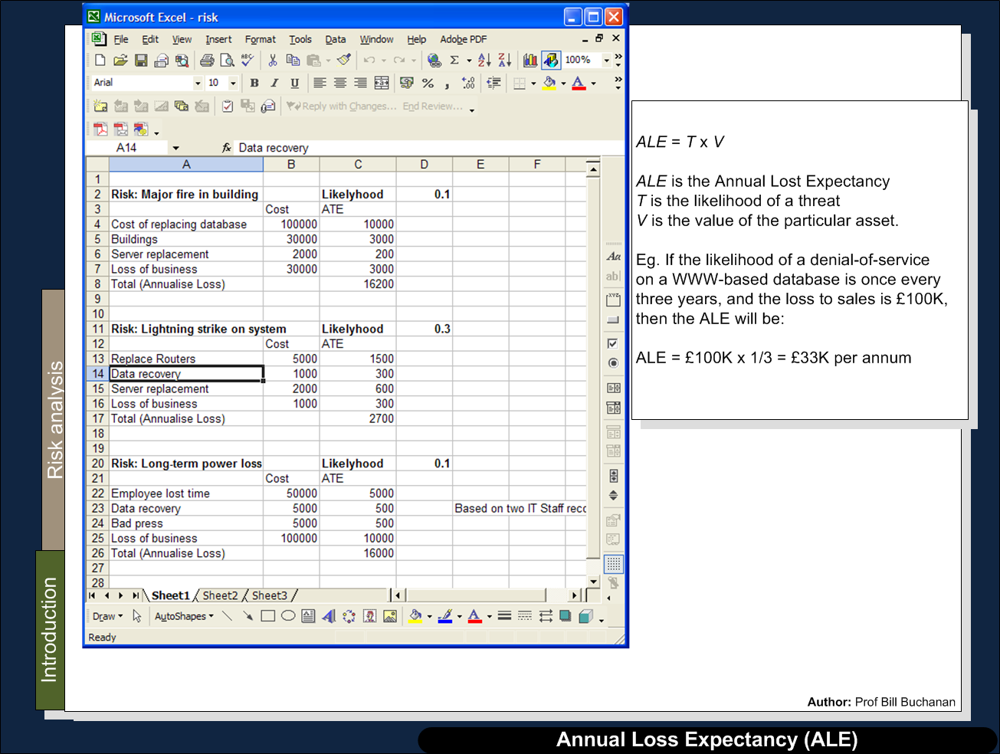 Microsoft Excel - risk
File Edit View Insert Format Tools Data Window Help Adobe PDF
100%
Arial 10
Reply with Changes... End Review...
A14 fx Data recovery
A B C D E F
1
2 Risk: Major fire in building Likelyhood 0.1
3 Cost ATE
4 Cost of replacing database 100000 10000
5 Buildings 30000 3000
6 Server replacement 2000 200
7 Loss of business 30000 3000
8 Total (Annualise Loss) 16200
9
10
11 Risk: Lightning strike on system Likelyhood 0.3
12 Cost ATE
13 Replace Routers 5000 1500
14 Data recovery 1000 300
15 Server replacement 2000 600
16 Loss of business 1000 300
17 Total (Annualise Loss) 2700
18
19
20 Risk: Long-term power loss Likelyhood 0.1
21 Cost ATE
22 Employee lost time 50000 5000
23 Data recovery 5000 500 Based on two IT Staff reco
24 Bad press 5000 500
25 Loss of business 100000 10000
26 Total (Annualise Loss) 16000
27
28
Sheet1 Sheet2 Sheet3
Draw AutoShapes
Ready
ALE = T x V
ALE is the Annual Lost Expectancy
T is the likelihood of a threat
V is the value of the particular asset.
Eg. If the likelihood of a denial-of-service
on a WWW-based database is once every
three years, and the loss to sales is £100K,
then the ALE will be:
ALE = £100K x 1/3 = £33K per annum
Risk analysis
Introduction
Author: Prof Bill Buchanan
Annual Loss Expectancy (ALE)